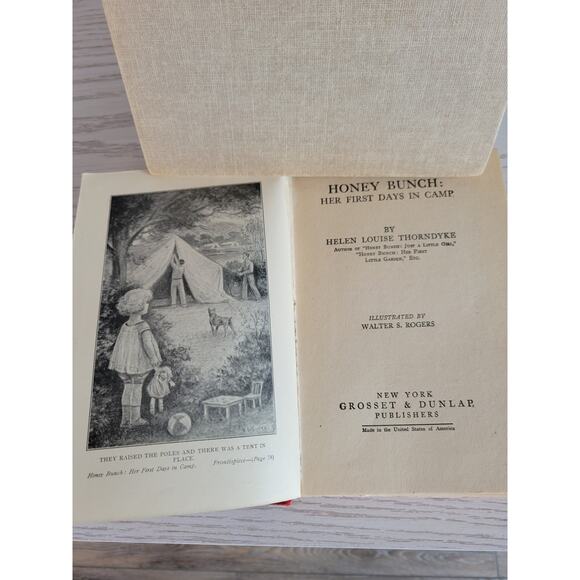 THEY RAISED THE POLES AND THERE WAS A TENT IN
PLACE.
Honey Bunch: Her First Days in Camp.
Frontispiece—(Page 78)
HONEY BUNCH:
HER FIRST DAYS IN CAMP
BY
HELEN LOUISE THORNDYKE
AUTHOR OF "HONEY BUNCH: JUST A LITTLE GIRL,"
"HONEY BUNCH: HER FIRST
LITTLE GARDEN," ETC.
ILLUSTRATED BY
WALTER S. ROGERS
NEW YORK
GROSSET & DUNLAP,
PUBLISHERS
Made in the United States of America